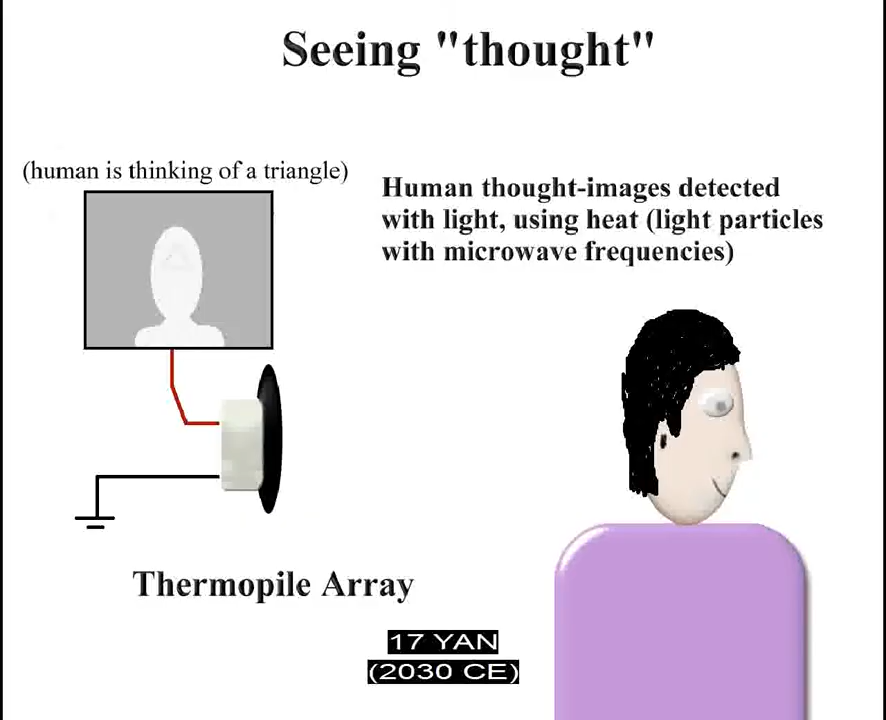 Seeing "thought"
(human is thinking of a triangle)
Human thought-images detected
with light, using heat (light particles
with microwave frequencies)
Thermopile Array
17 YAN
(2030 CE)